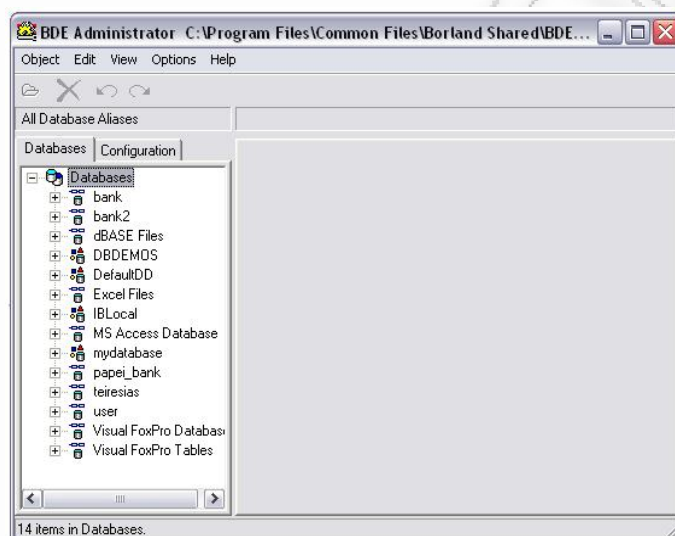 BDE Administrator C:\Program Files\Common Files\Borland Shared\BDE...
Object Edit View Options Help
All Database Aliases
Databases Configuration
Databases
bank
bank2
dBASE Files
DBDEMOS
DefaultDD
Excel Files
IBLocal
MS Access Database
mydatabase
papei_bank
teiresias
user
Visual FoxPro Databas
Visual FoxPro Tables
14 items in Databases.